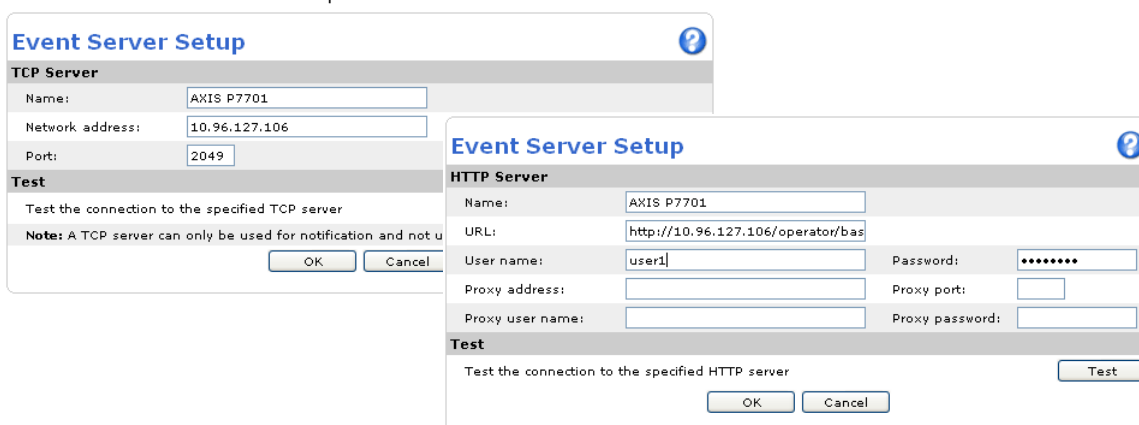 Event Server Setup
TCP Server
Name: AXIS P7701
Network address: 10.96.127.106
Port: 2049
Test
Test the connection to the specified TCP server
Note: A TCP server can only be used for notification and not u
OK Cancel
Event Server Setup
HTTP Server
Name: AXIS P7701
URL: http://10.96.127.106/operator/bas
User name: user1 Password: ••••••••
Proxy address: Proxy port:
Proxy user name: Proxy password:
Test
Test the connection to the specified HTTP server Test
OK Cancel